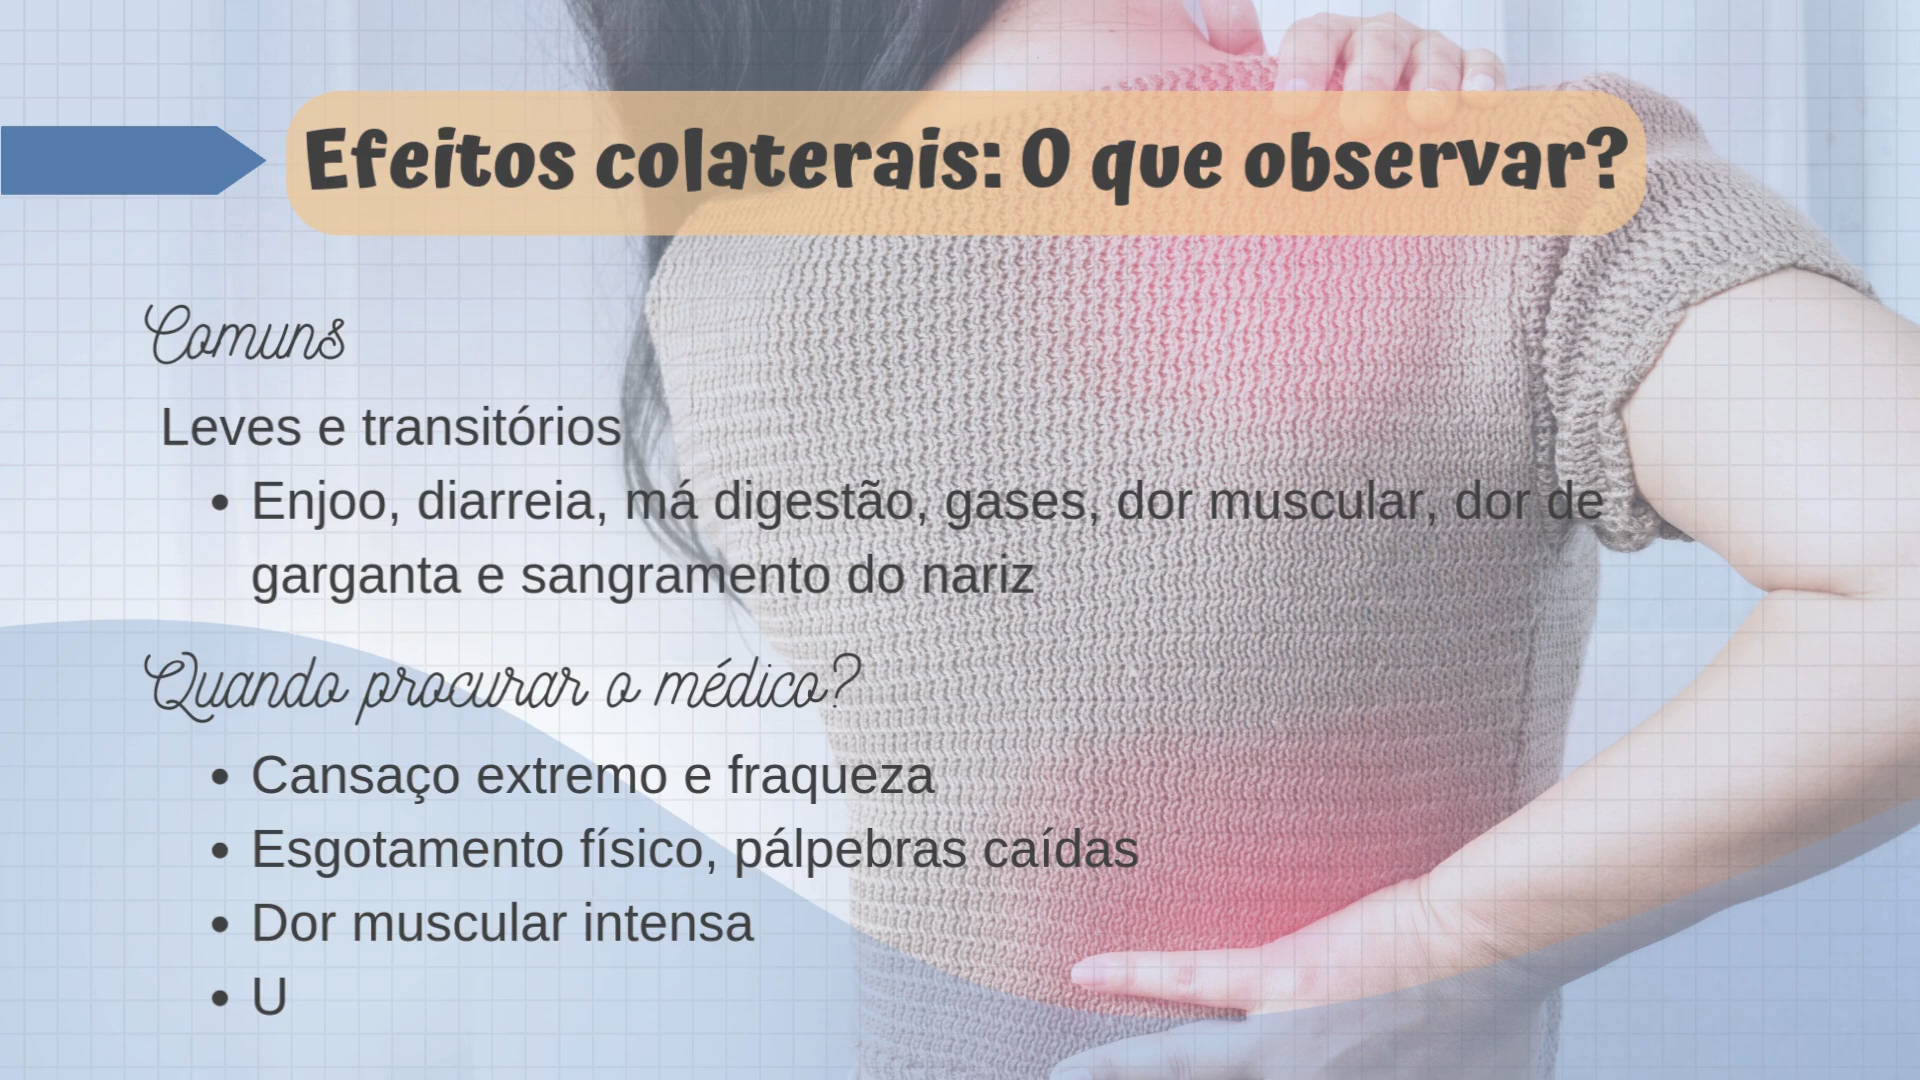 Efeitos colaterais: O que observar?
Comuns
Leves e transitórios
• Enjoo, diarreia, má digestão, gases, dor muscular, dor de
garganta e sangramento do nariz
Quando procurar o médico?
• Cansaço extremo e fraqueza
• Esgotamento físico, pálpebras caídas
• Dor muscular intensa
• U